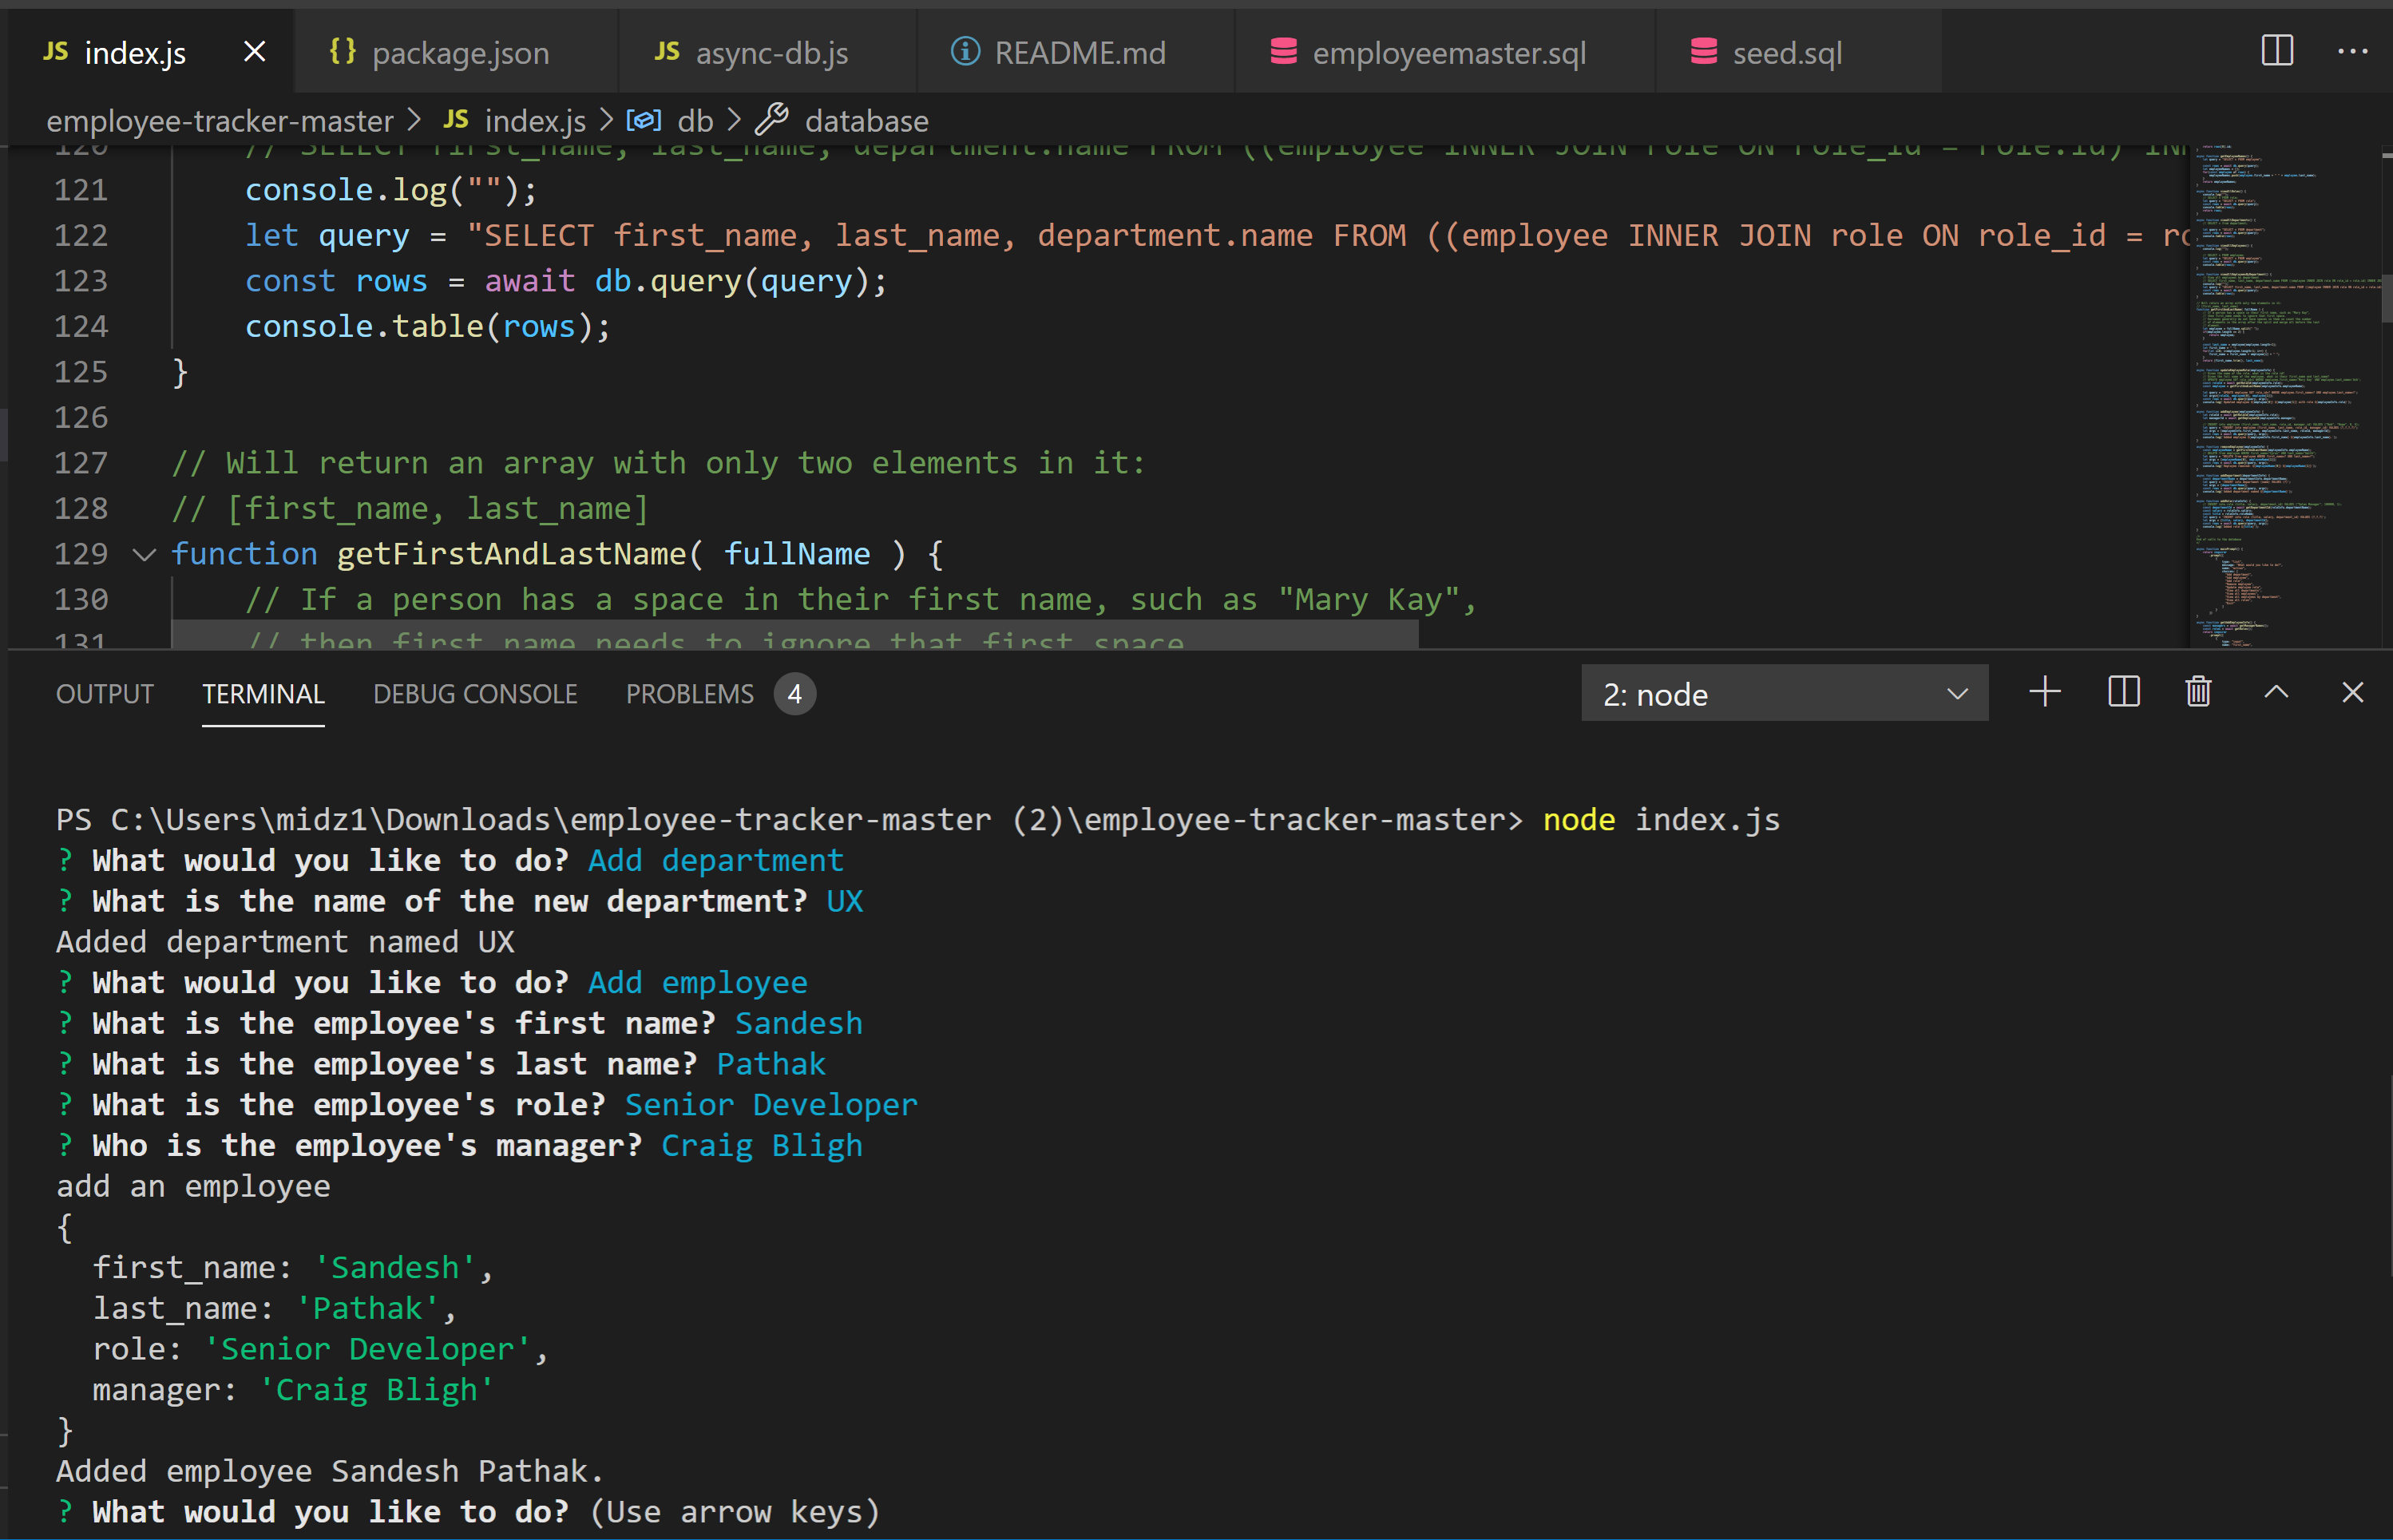 JS index.js
{} package.json
JS async-db.js
README.md
employeemaster.sql
seed.sql
employee-tracker-master > JS index.js > db > database
120 // SELECT first_name, last_name, department.name FROM ((employee INNER JOIN role ON role_id = role.id) INN
121 console.log("");
122 let query = "SELECT first_name, last_name, department.name FROM ((employee INNER JOIN role ON role_id = ro
123 const rows = await db.query(query);
124 console.table(rows);
125 }
126
127 // Will return an array with only two elements in it:
128 // [first_name, last_name]
129 function getFirstAndLastName( fullName ) {
130 // If a person has a space in their first name, such as "Mary Kay",
131 // then first name needs to ignore that first space
OUTPUT TERMINAL DEBUG CONSOLE PROBLEMS 4
2: node
PS C:\Users\midz1\Downloads\employee-tracker-master (2)\employee-tracker-master> node index.js
? What would you like to do? Add department
? What is the name of the new department? UX
Added department named UX
? What would you like to do? Add employee
? What is the employee's first name? Sandesh
? What is the employee's last name? Pathak
? What is the employee's role? Senior Developer
? Who is the employee's manager? Craig Bligh
add an employee
{
  first_name: 'Sandesh',
  last_name: 'Pathak',
  role: 'Senior Developer',
  manager: 'Craig Bligh'
}
Added employee Sandesh Pathak.
? What would you like to do? (Use arrow keys)